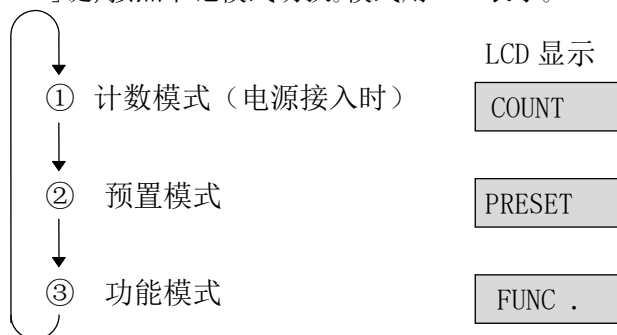 LCD 显示
① 计数模式（电源接入时） COUNT
② 预置模式 PRESET
③ 功能模式 FUNC .